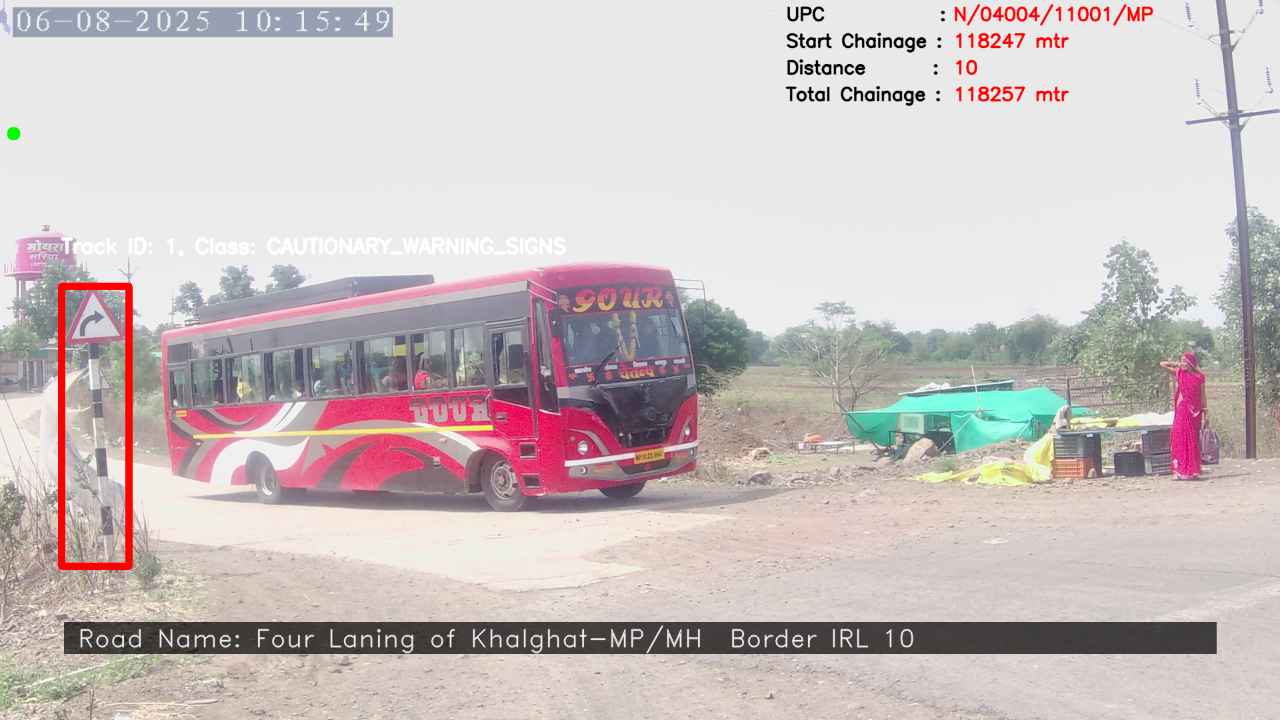 06-08-2025 10:15:49
UPC : N/04004/11001/MP
Start Chainage : 118247 mtr
Distance : 10
Total Chainage : 118257 mtr
Track ID: 1, Class: CAUTIONARY_WARNING_SIGNS
मोयरा
सरिया
GOUR
GOUR
Road Name: Four Laning of Khalghat-MP/MH Border IRL 10